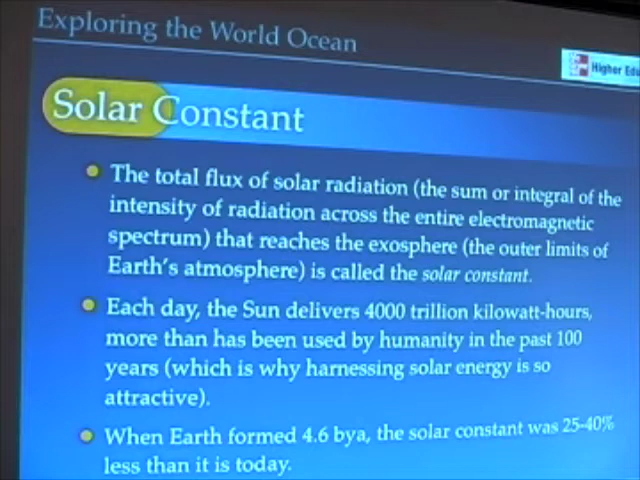 Exploring the World Ocean
Higher Edu
Solar Constant
The total flux of solar radiation (the sum or integral of the
intensity of radiation across the entire electromagnetic
spectrum) that reaches the exosphere (the outer limits of
Earth's atmosphere) is called the solar constant.
Each day, the Sun delivers 4000 trillion kilowatt-hours,
more than has been used by humanity in the past 100
years (which is why harnessing solar energy is so
attractive).
When Earth formed 4.6 bya, the solar constant was 25-40%
less than it is today.